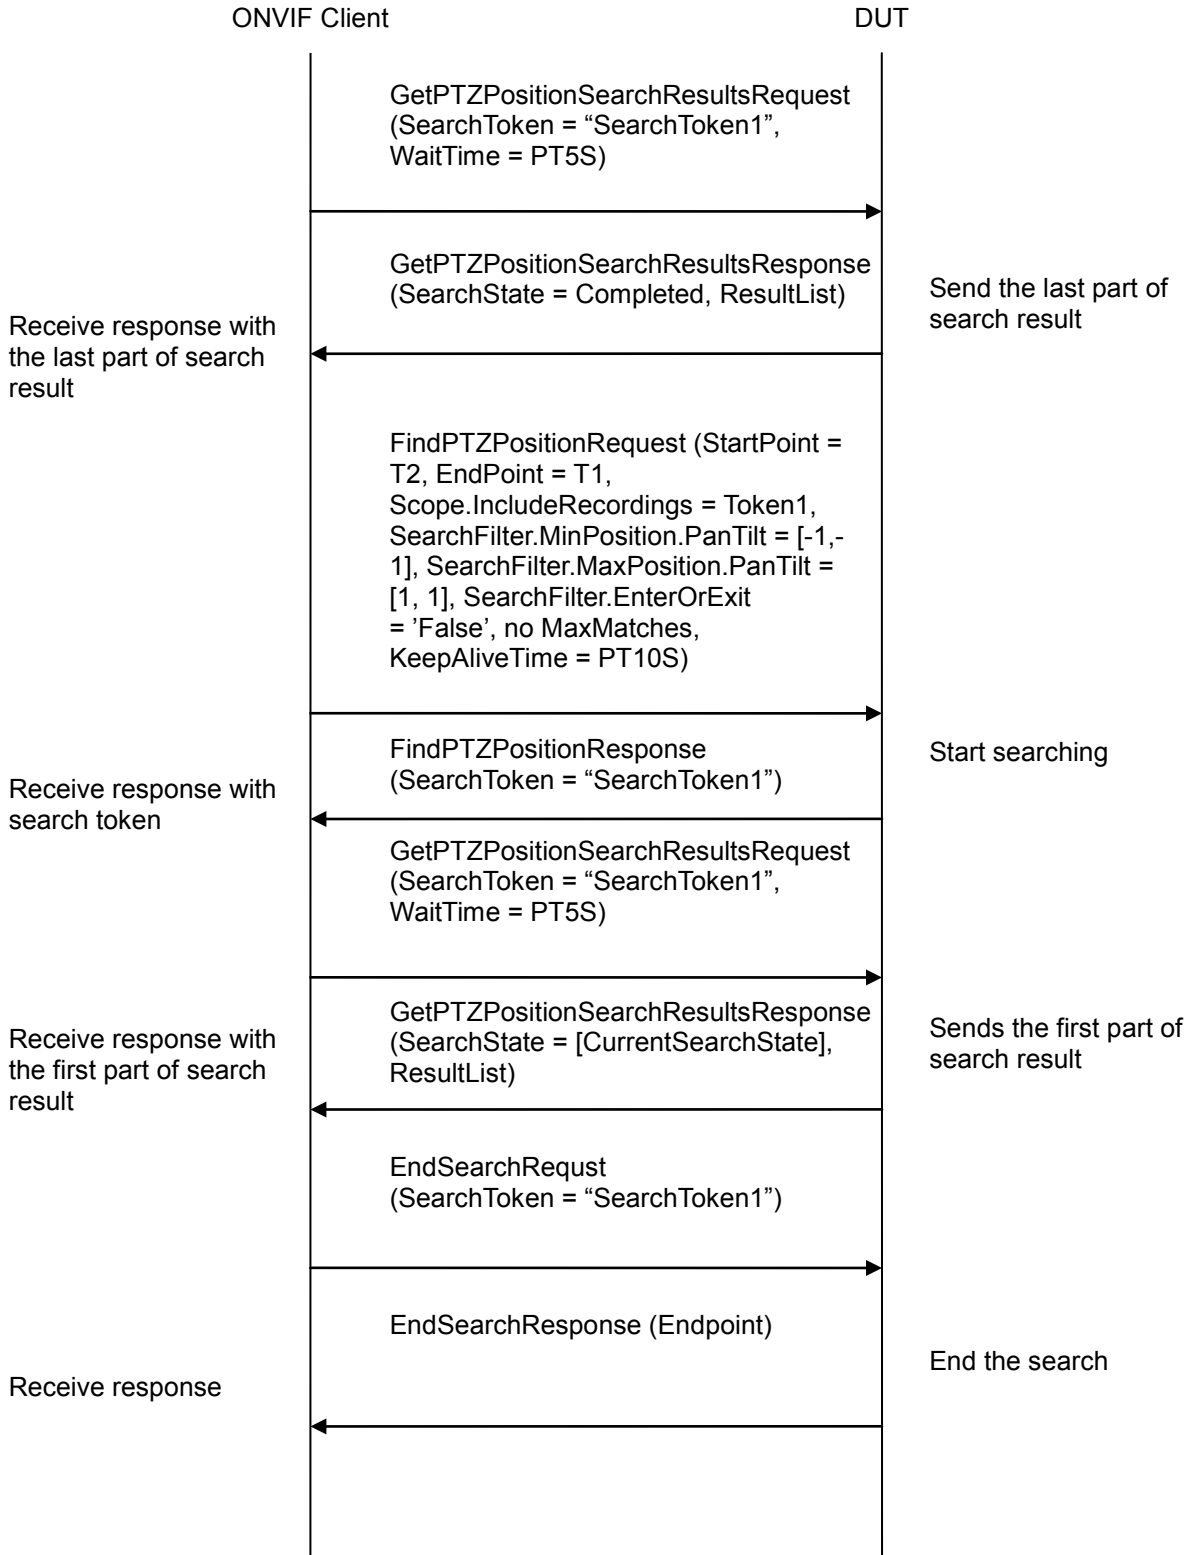 ONVIF Client
DUT
GetPTZPositionSearchResultsRequest
(SearchToken = “SearchToken1”,
WaitTime = PT5S)
GetPTZPositionSearchResultsResponse
(SearchState = Completed, ResultList)
Send the last part of
search result
Receive response with
the last part of search
result
FindPTZPositionRequest (StartPoint =
T2, EndPoint = T1,
Scope.IncludeRecordings = Token1,
SearchFilter.MinPosition.PanTilt = [-1,-
1], SearchFilter.MaxPosition.PanTilt =
[1, 1], SearchFilter.EnterOrExit
= ’False’, no MaxMatches,
KeepAliveTime = PT10S)
FindPTZPositionResponse
(SearchToken = “SearchToken1”)
Start searching
Receive response with
search token
GetPTZPositionSearchResultsRequest
(SearchToken = “SearchToken1”,
WaitTime = PT5S)
GetPTZPositionSearchResultsResponse
(SearchState = [CurrentSearchState],
ResultList)
Sends the first part of
search result
Receive response with
the first part of search
result
EndSearchRequst
(SearchToken = “SearchToken1”)
EndSearchResponse (Endpoint)
End the search
Receive response